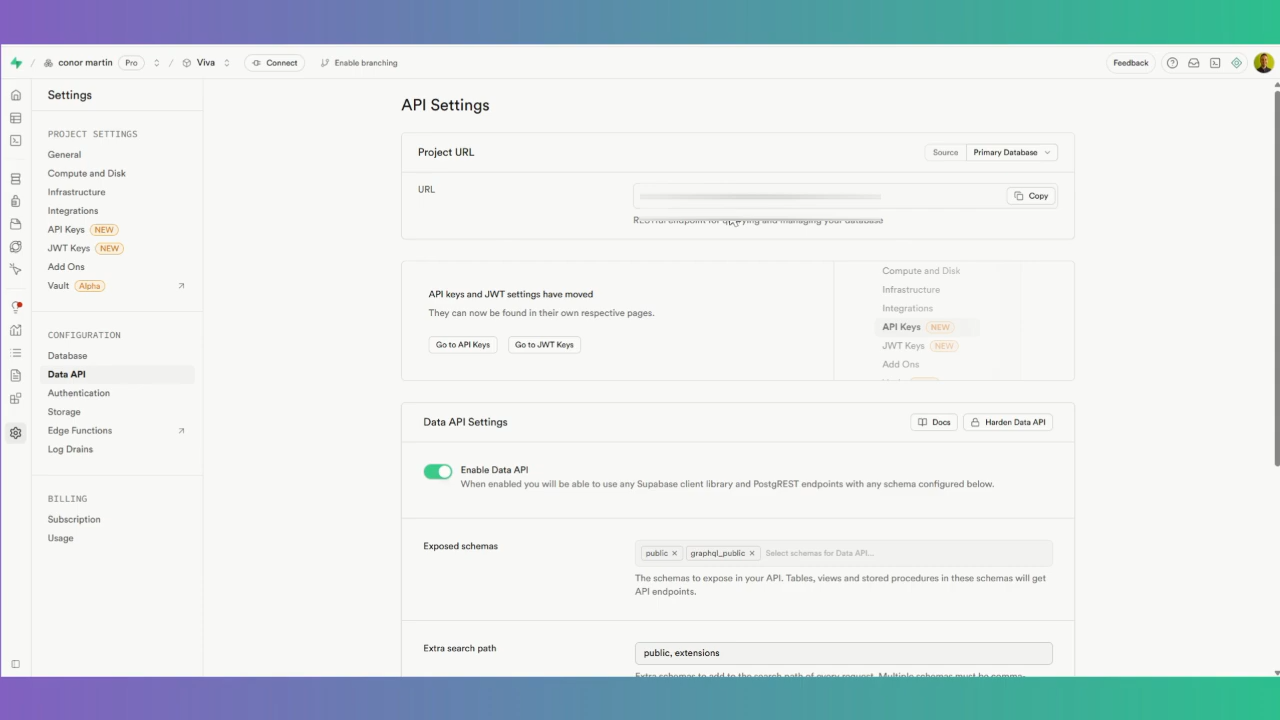 conor martin Pro / Viva Connect Enable branching Feedback
Settings
PROJECT SETTINGS
General
Compute and Disk
Infrastructure
Integrations
API Keys NEW
JWT Keys NEW
Add Ons
Vault Alpha
CONFIGURATION
Database
Data API
Authentication
Storage
Edge Functions
Log Drains
BILLING
Subscription
Usage
API Settings
Project URL Source Primary Database
URL Copy
RESTful endpoint for querying and managing your database
API keys and JWT settings have moved
They can now be found in their own respective pages.
Go to API Keys Go to JWT Keys
Compute and Disk
Infrastructure
Integrations
API Keys NEW
JWT Keys NEW
Add Ons
Data API Settings Docs Harden Data API
Enable Data API
When enabled you will be able to use any Supabase client library and PostgREST endpoints with any schema configured below.
Exposed schemas public graphql_public Select schemas for Data API...
The schemas to expose in your API. Tables, views and stored procedures in these schemas will get
API endpoints.
Extra search path public, extensions
Extra schemas to add to the search path of every request. Multiple schemas must be comma-